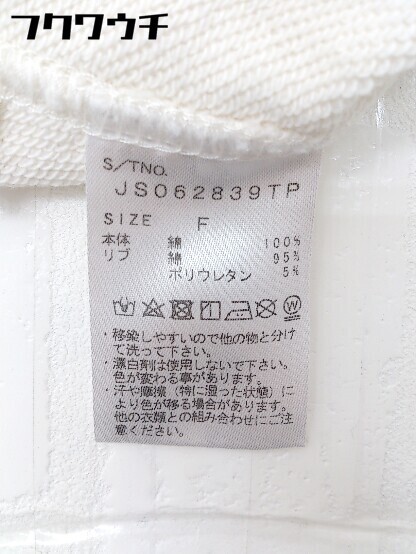 フクワウチ
S/TNO.
JS062839TP
SIZE F
本体 綿 100%
リブ 綿 95%
ポリウレタン 5%
W
・移染しやすいので他の物と分け
て洗って下さい。
・漂白剤は使用しないで下さい。
色が変わる事があります。
・汗や摩擦(特に湿った状態)に
より色が移る場合があります。
他の衣類との組み合わせにご注
意ください。